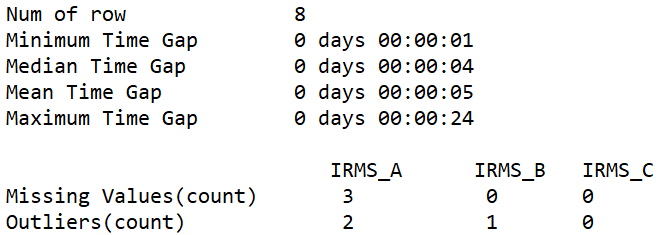 Num of row 8
Minimum Time Gap 0 days 00:00:01
Median Time Gap 0 days 00:00:04
Mean Time Gap 0 days 00:00:05
Maximum Time Gap 0 days 00:00:24
IRMS_A IRMS_B IRMS_C
Missing Values(count) 3 0 0
Outliers(count) 2 1 0